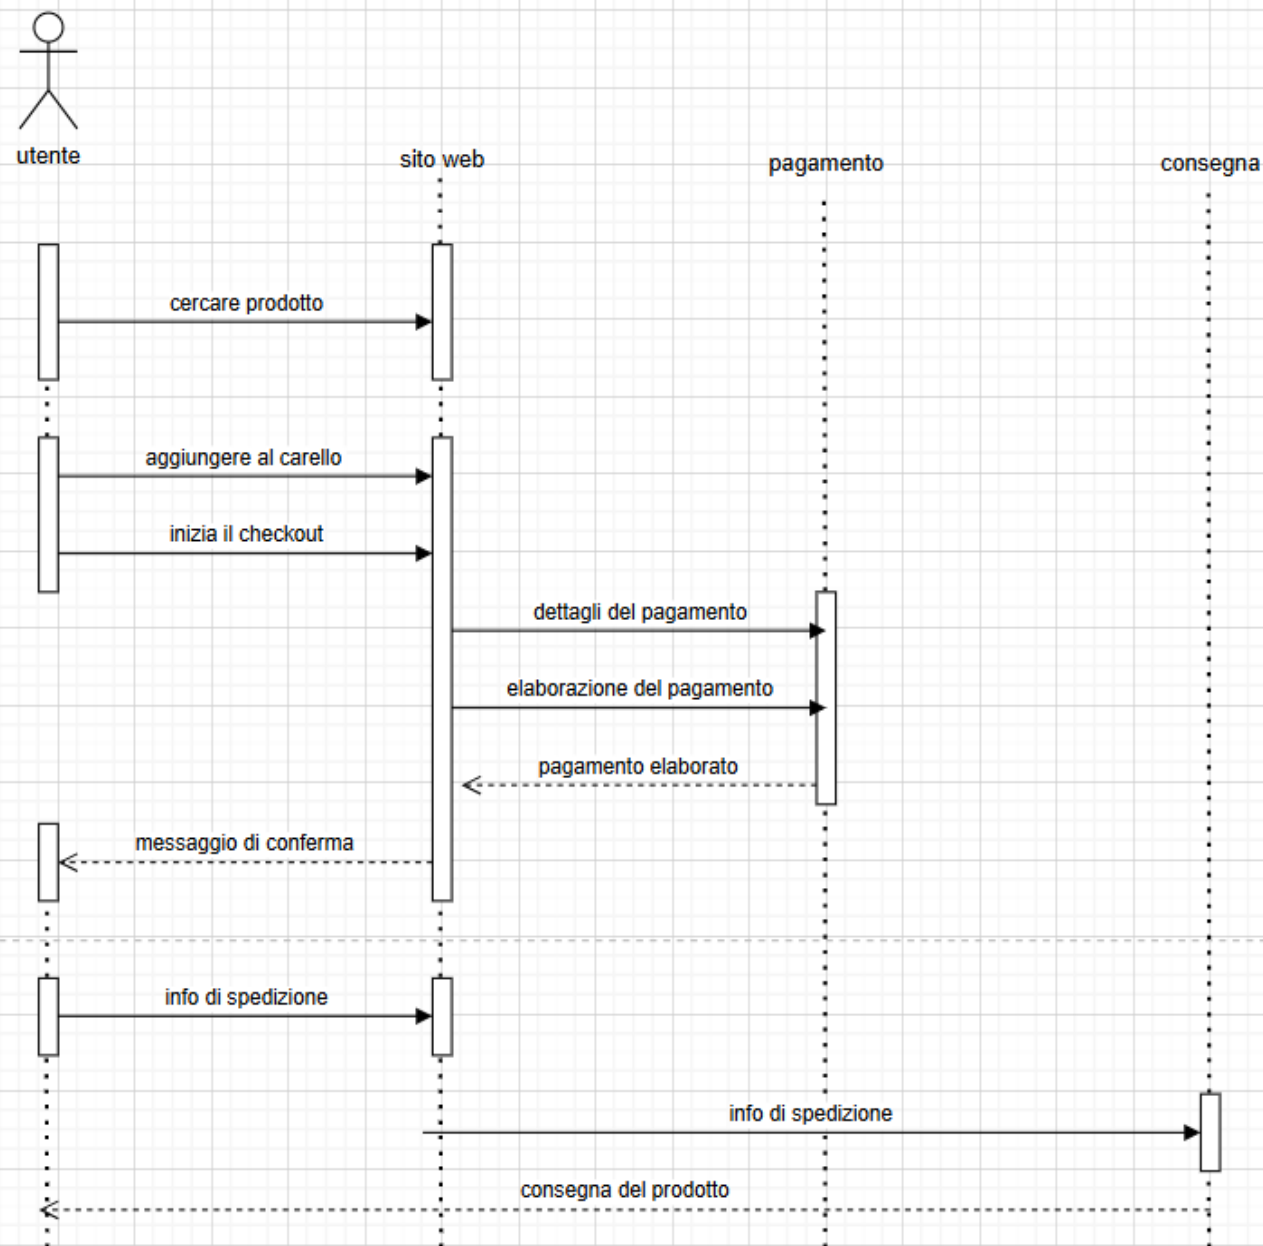 utente
sito web
pagamento
consegna
cercare prodotto
aggiungere al carello
inizia il checkout
dettagli del pagamento
elaborazione del pagamento
pagamento elaborato
messaggio di conferma
info di spedizione
info di spedizione
consegna del prodotto